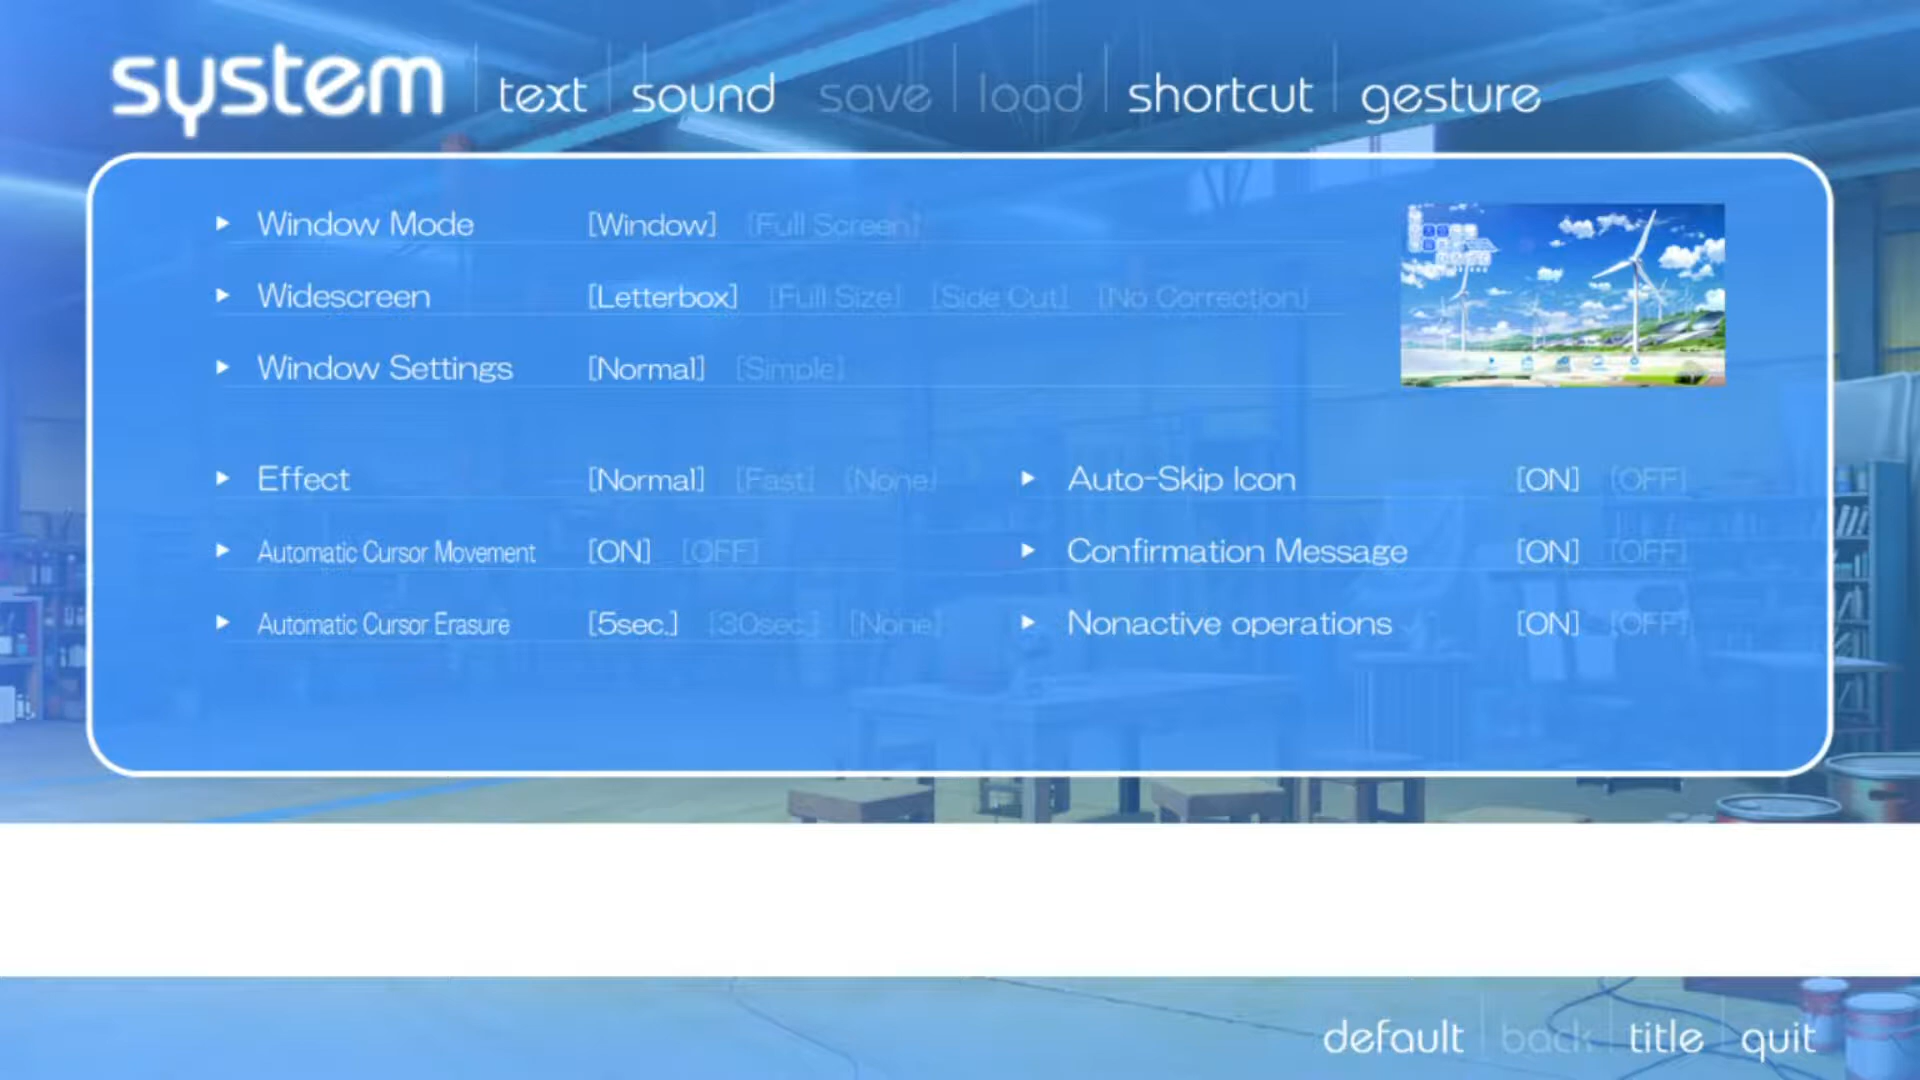 system text sound save load shortcut gesture
Window Mode [Window] [Full Screen]
Widescreen [Letterbox] [Full Size] [Side Cut] [No Correction]
Window Settings [Normal] [Simple]
Effect [Normal] [Fast] [None] Auto-Skip Icon [ON] [OFF]
Automatic Cursor Movement [ON] [OFF] Confirmation Message [ON] [OFF]
Automatic Cursor Erasure [5sec.] [30sec.] [None] Nonactive operations [ON] [OFF]
default back title quit